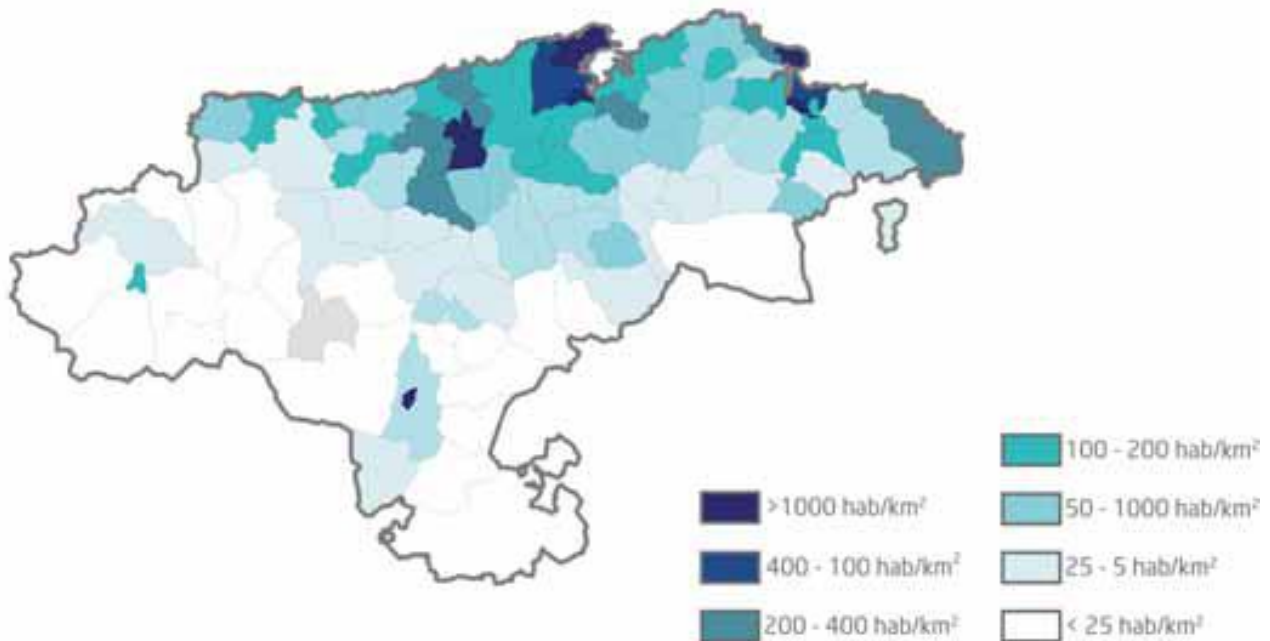 >1000 hab/km²
400 - 100 hab/km²
200 - 400 hab/km²
100 - 200 hab/km²
50 - 1000 hab/km²
25 - 5 hab/km²
< 25 hab/km²